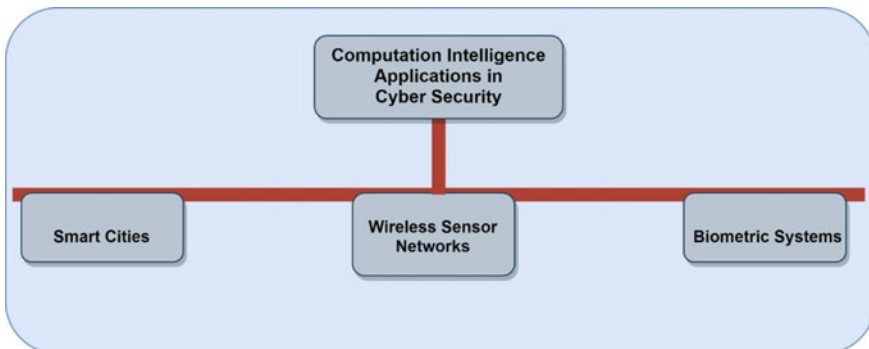 Computation Intelligence
Applications in
Cyber Security
Smart Cities
Wireless Sensor
Networks
Biometric Systems